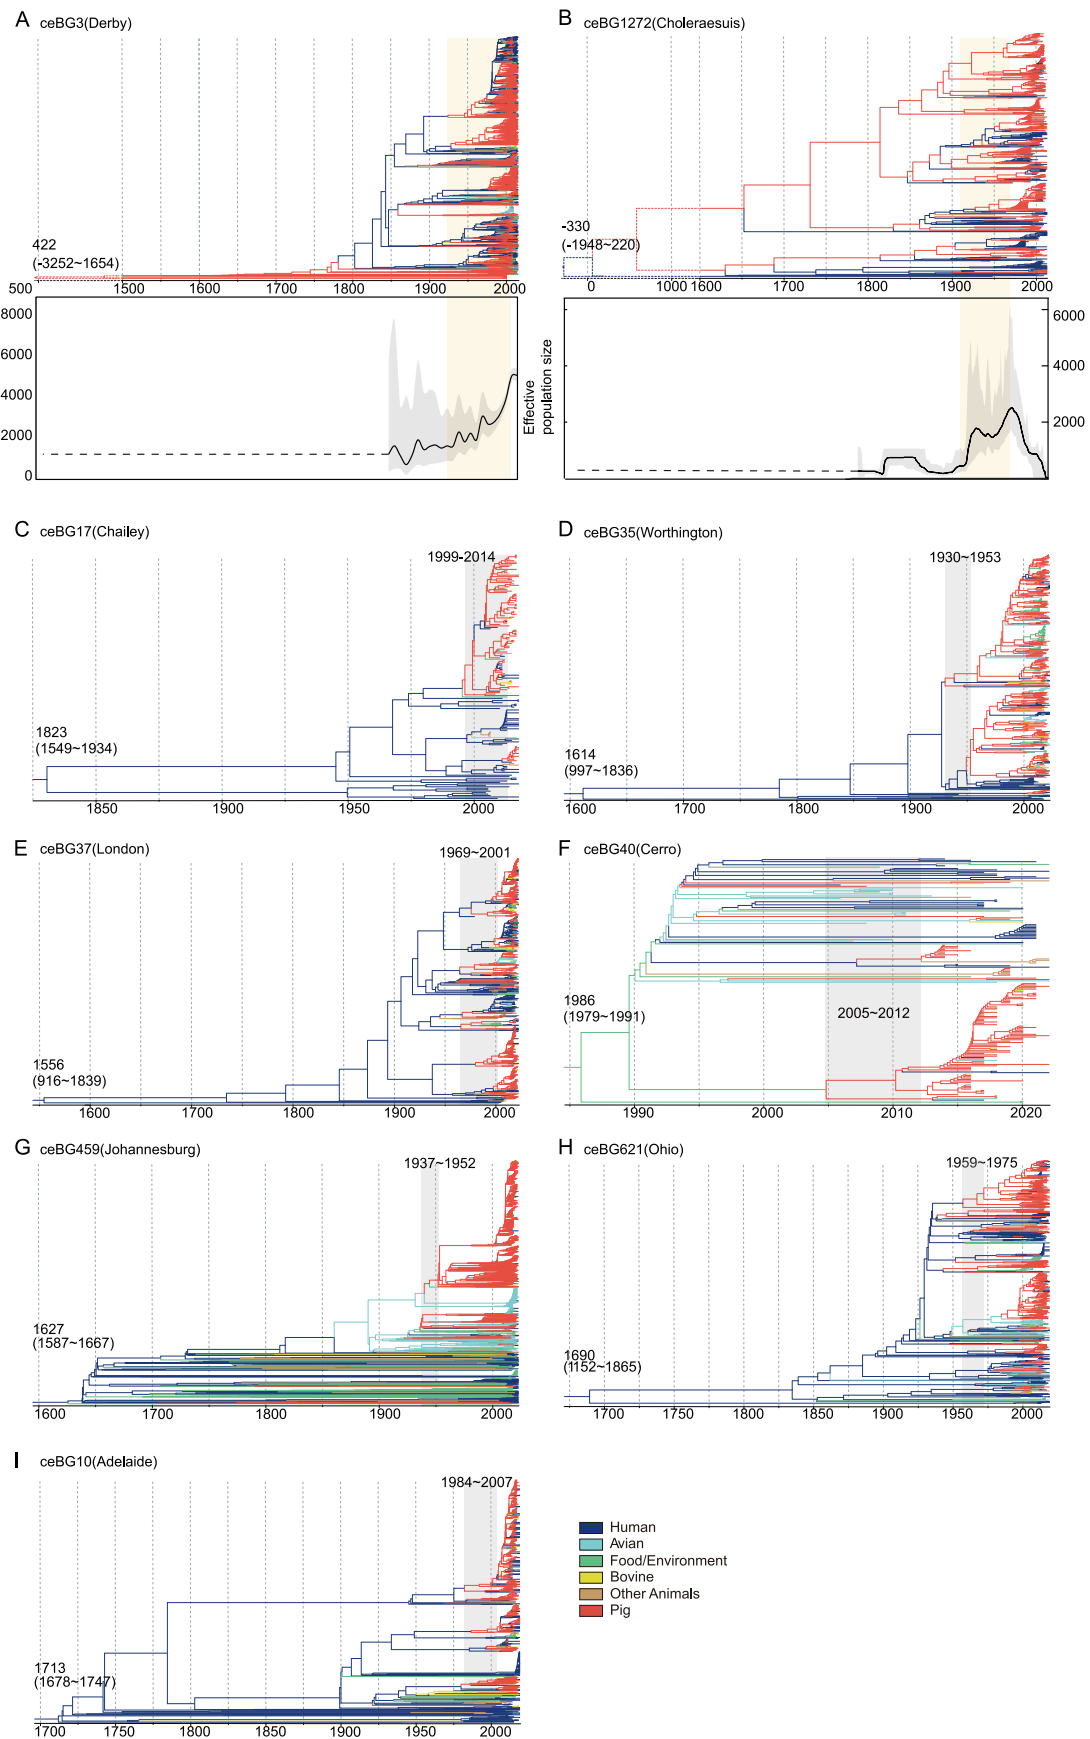 A ceBG3(Derby)
422
(-3252~1654)
500 1500 1600 1700 1800 1900 2000
8000
6000
4000
2000
0
B ceBG1272(Choleraesuis)
-330
(-1948~220)
0 1000 1600 1700 1800 1900 2000
Effective
population size
6000
4000
2000
C ceBG17(Chailey)
1999-2014
1823
(1549~1934)
1850 1900 1950 2000
D ceBG35(Worthington)
1930~1953
1614
(997~1836)
1600 1700 1800 1900 2000
E ceBG37(London)
1969~2001
1556
(916~1839)
1600 1700 1800 1900 2000
F ceBG40(Cerro)
1986
(1979~1991)
2005~2012
1990 2000 2010 2020
G ceBG459(Johannesburg)
1937~1952
1627
(1587~1667)
1600 1700 1800 1900 2000
H ceBG621(Ohio)
1959~1975
1690
(1152~1865)
1700 1750 1800 1850 1900 1950 2000
I ceBG10(Adelaide)
1984~2007
1713
(1678~1747)
1700 1750 1800 1850 1900 1950 2000
Human
Avian
Food/Environment
Bovine
Other Animals
Pig